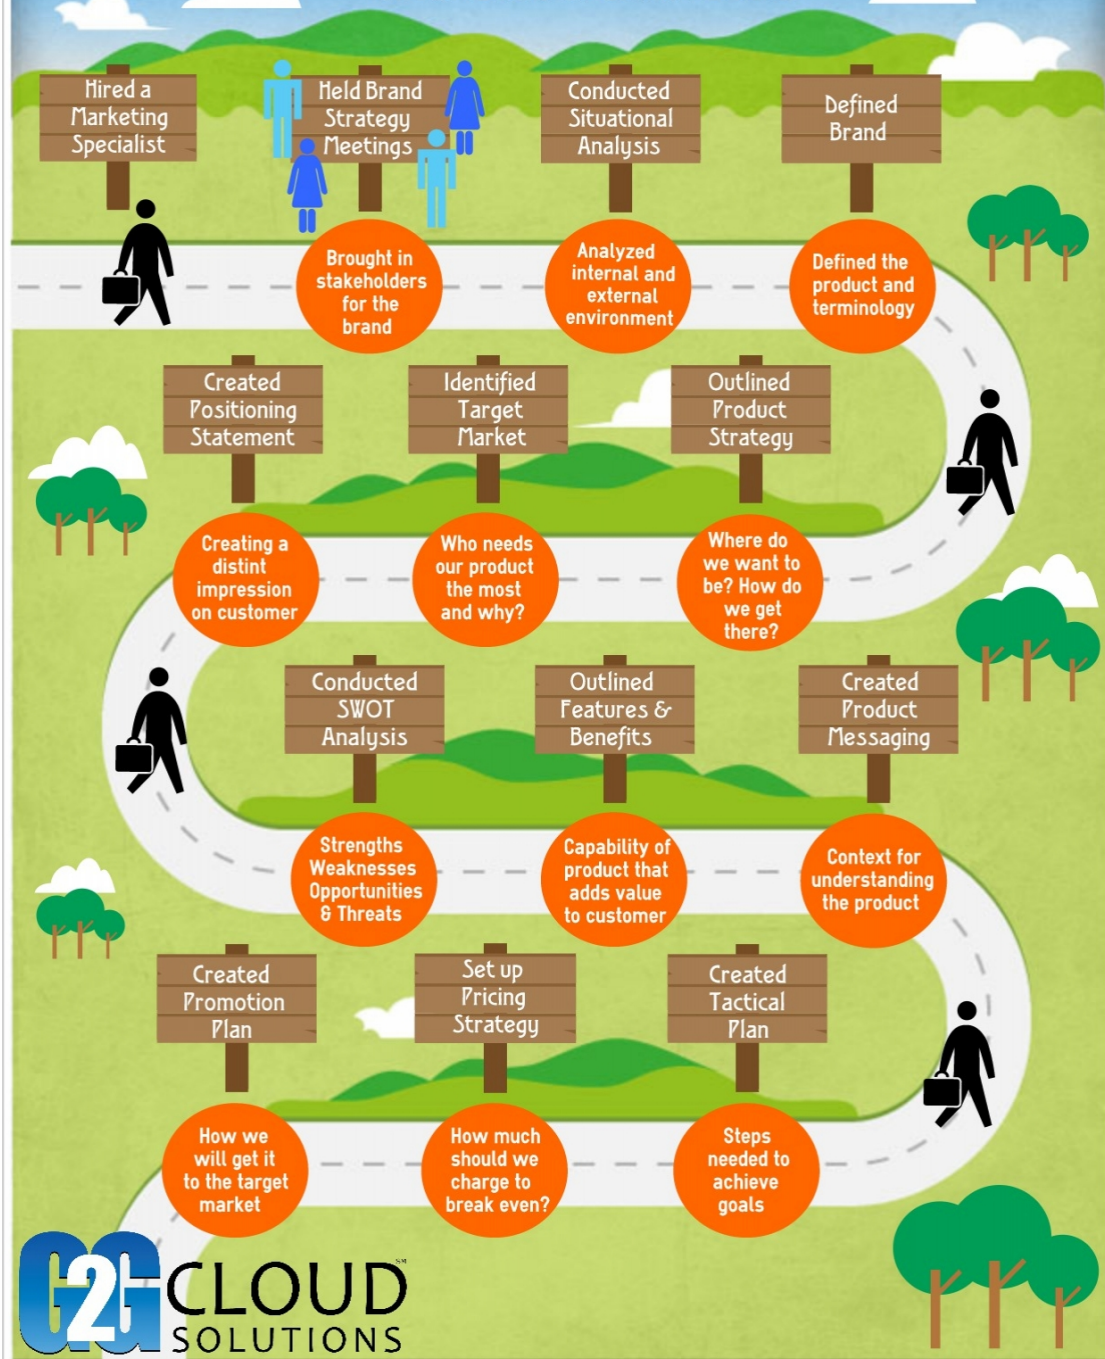 Hired a
Marketing
Specialist
Held Brand
Strategy
Meetings
Conducted
Situational
Analysis
Defined
Brand
Brought in
stakeholders
for the
brand
Analyzed
internal and
external
environment
Defined the
product and
terminology
Created
Positioning
Statement
Identified
Target
Market
Outlined
Product
Strategy
Creating a
distint
impression
on customer
Who needs
our product
the most
and why?
Where do
we want to
be? How do
we get
there?
Conducted
SWOT
Analysis
Outlined
Features &
Benefits
Created
Product
Messaging
Strengths
Weaknesses
Opportunities
& Threats
Capability of
product that
adds value
to customer
Context for
understanding
the product
Created
Promotion
Plan
Set up
Pricing
Strategy
Created
Tactical
Plan
How we
will get it
to the target
market
How much
should we
charge to
break even?
Steps
needed to
achieve
goals
G2G CLOUD SM
SOLUTIONS